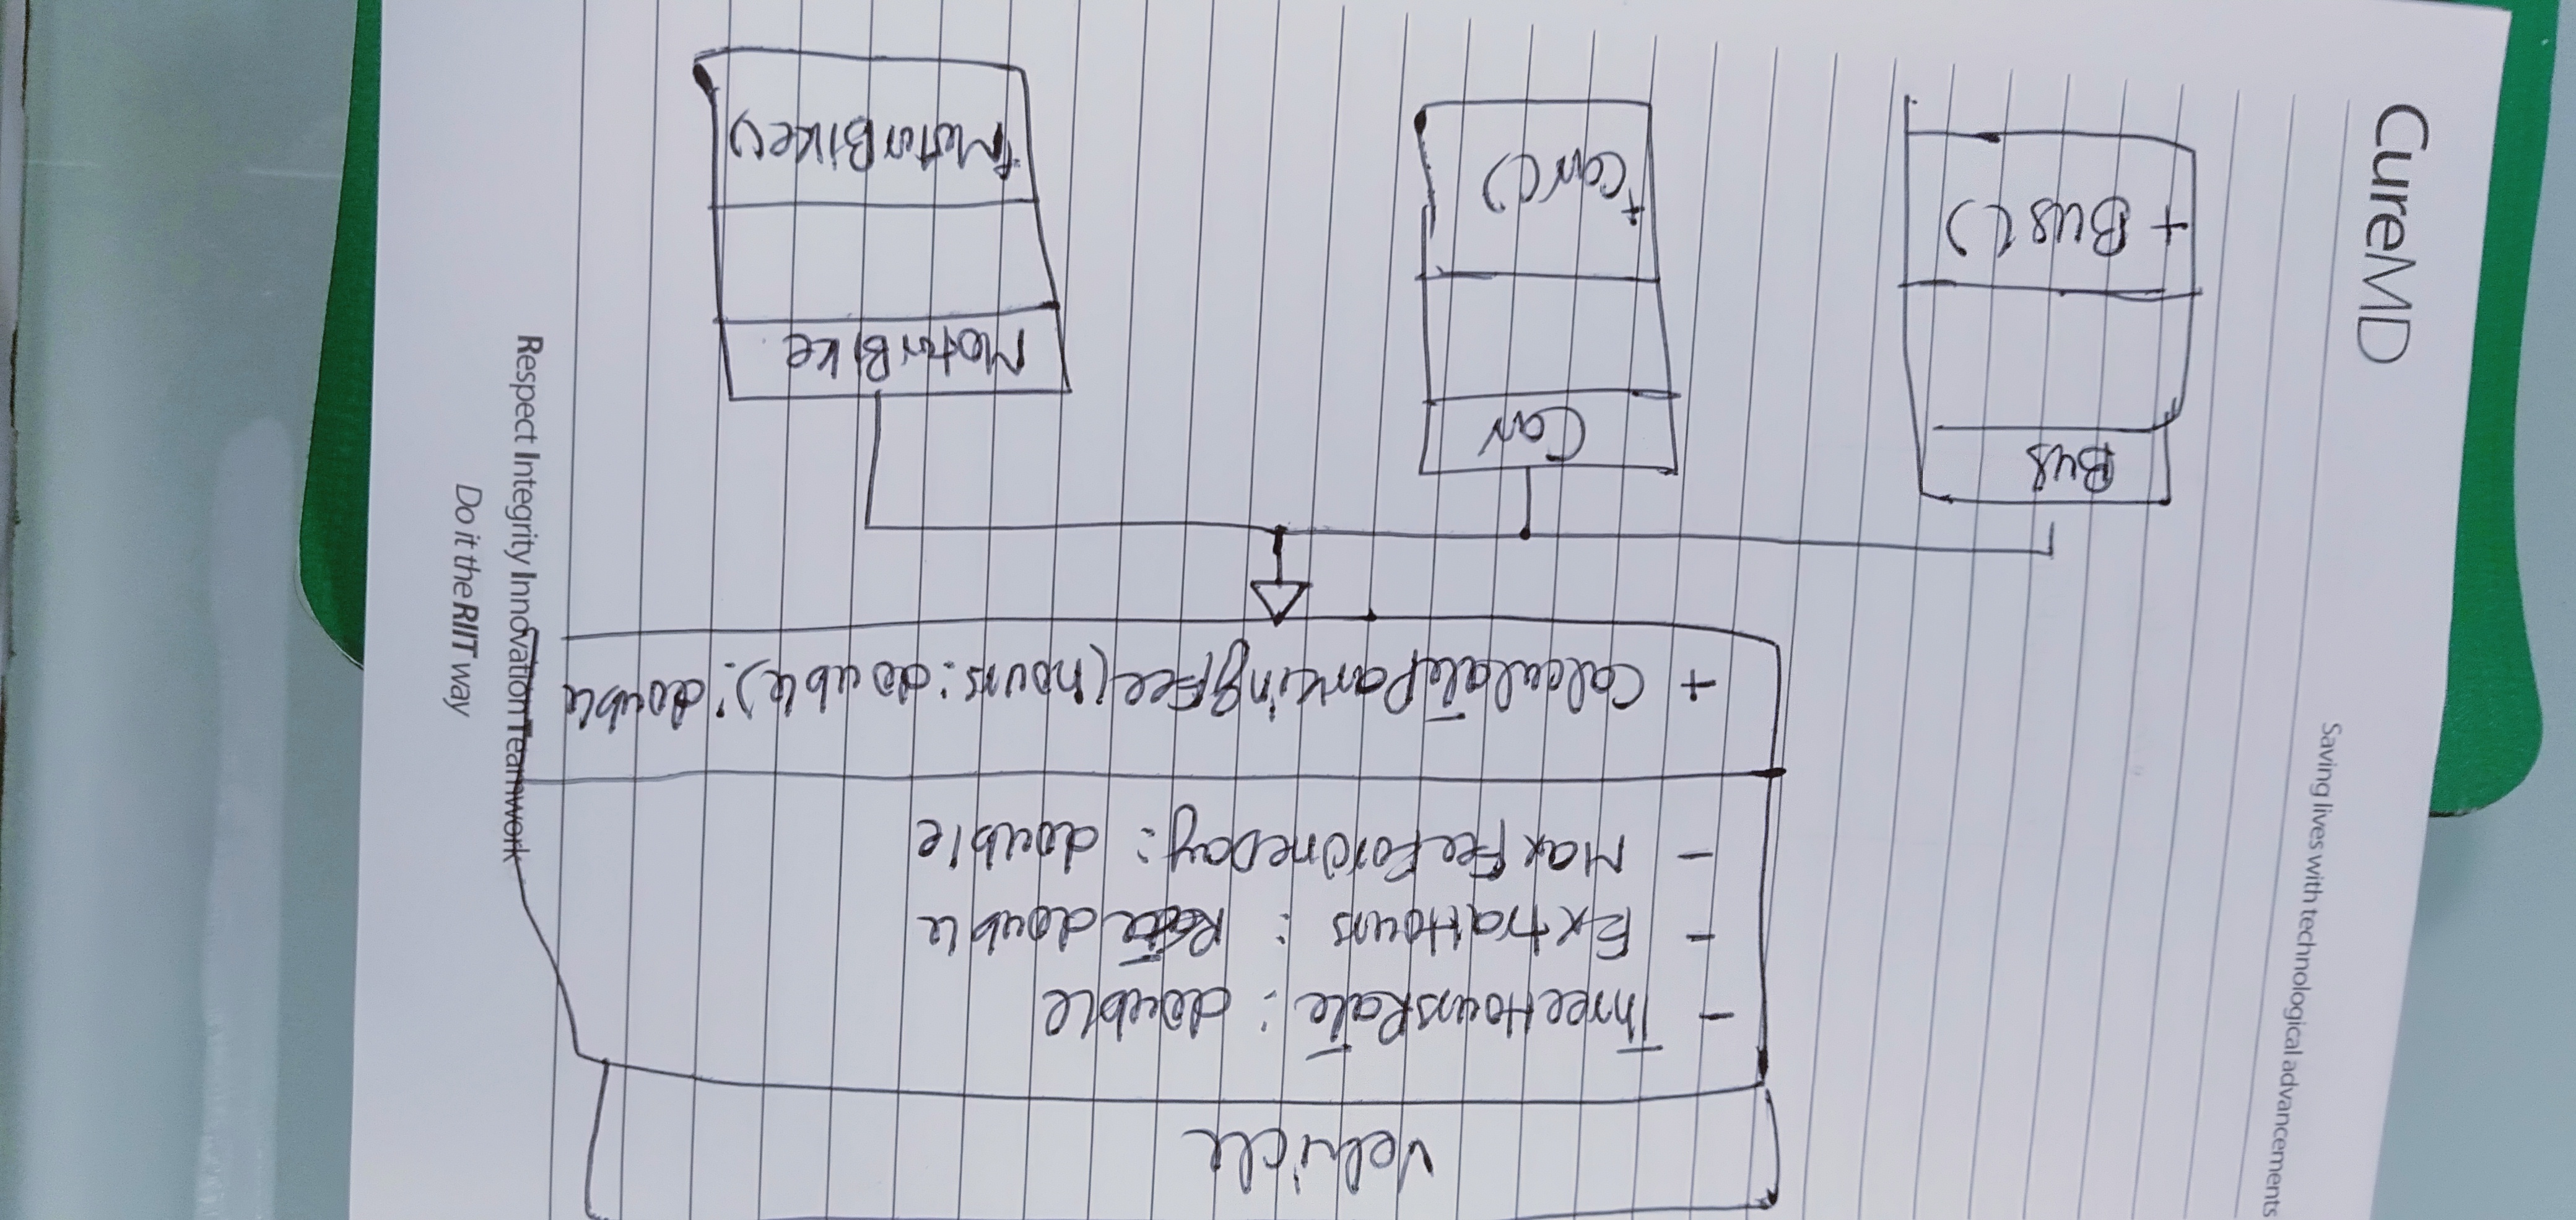 Vehicle
- ThreeHoursRate : double
- ExtraHours : double
- MaxFeeForOneDay : double
+ CalculateParkingFee(hours: double): double
Bus
+ Bus()
Car
+Car()
MotorBike
+MotorBike()
CureMD
Saving lives with technological advancements
Respect Integrity Innovation Teamwork
Do it the RIIT way